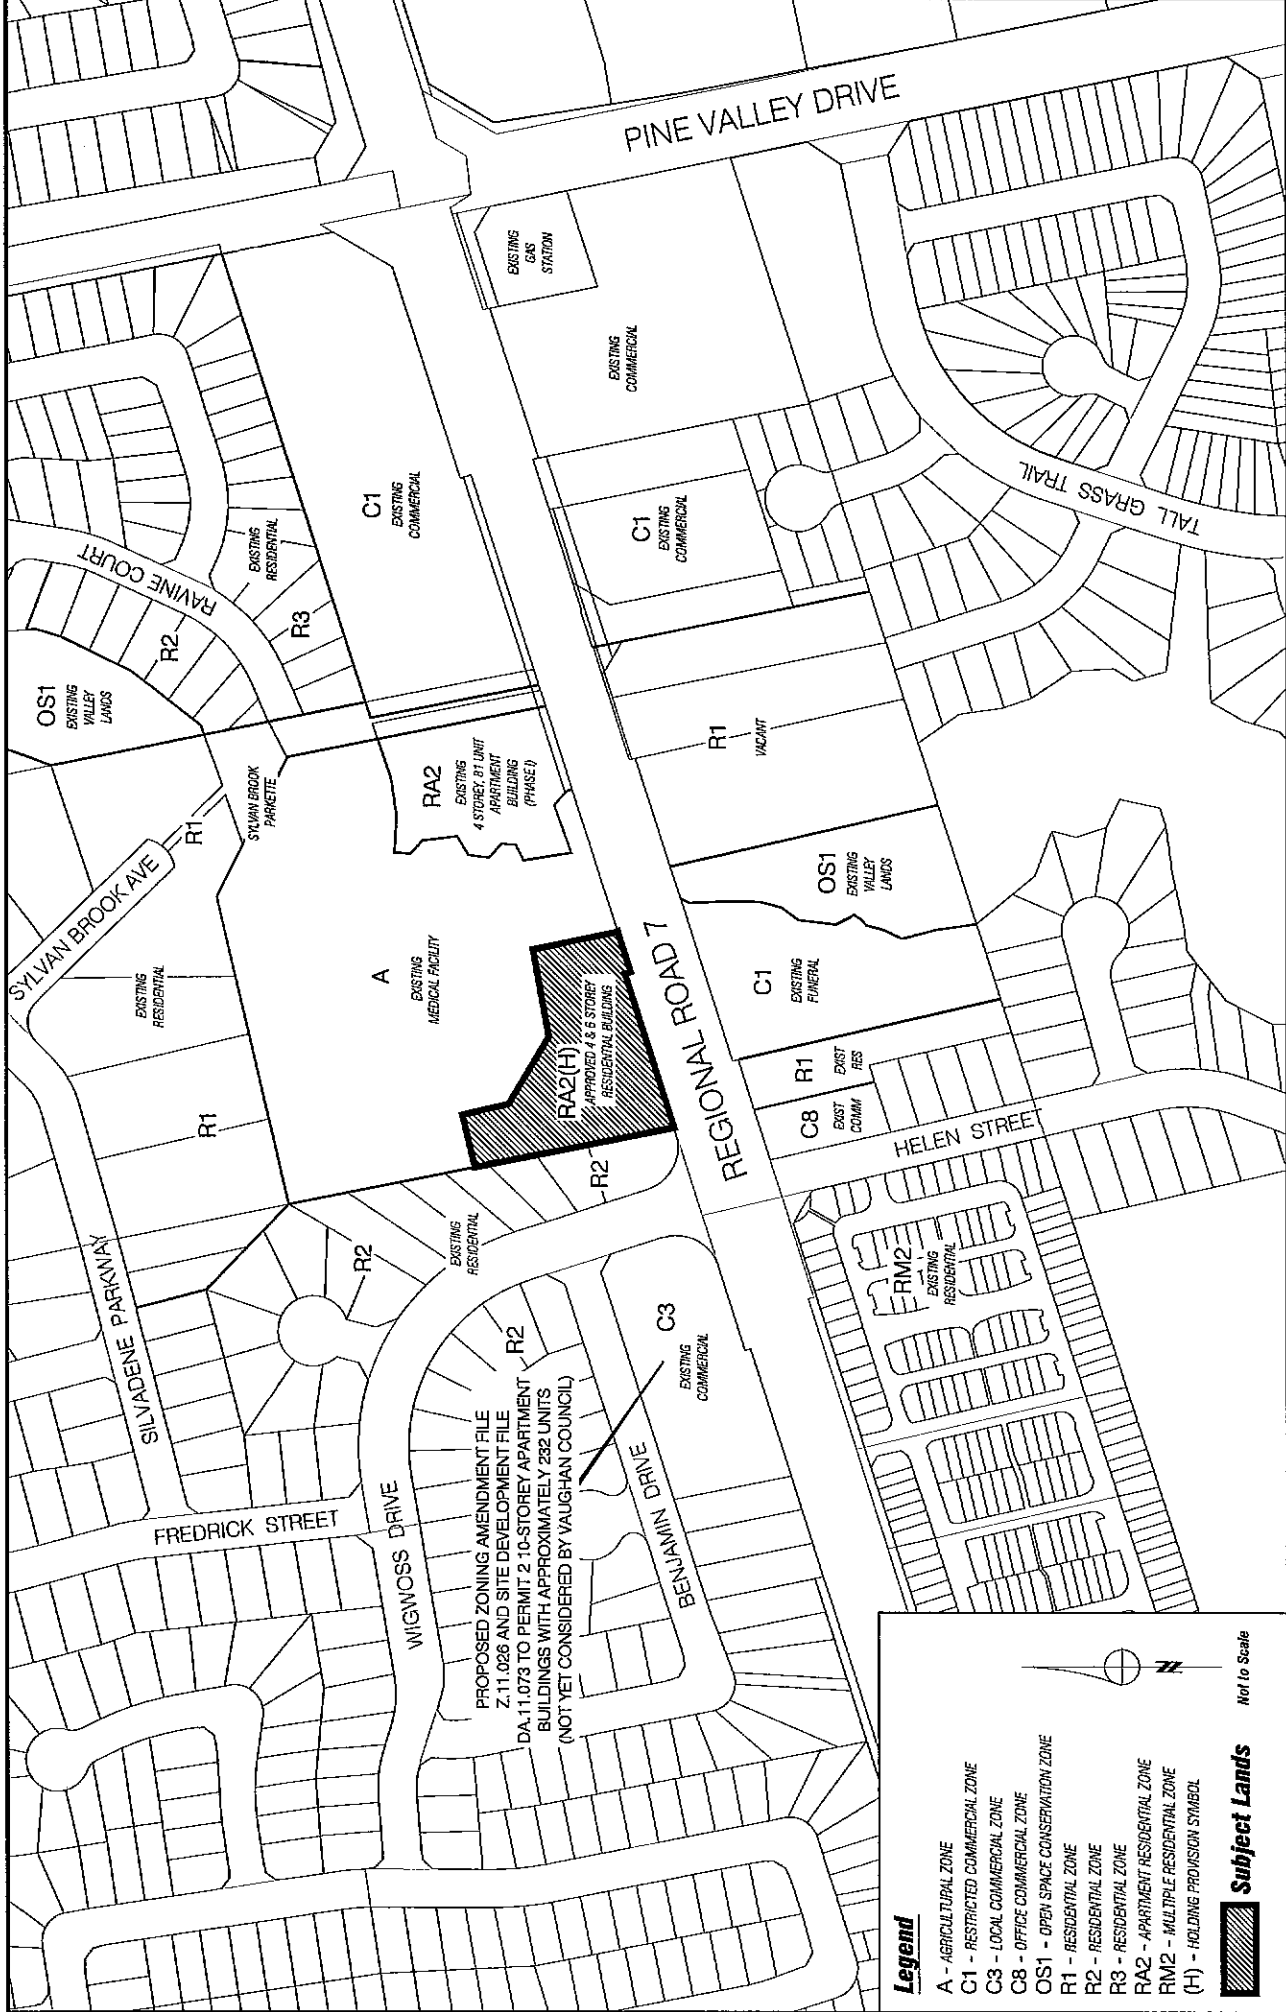 PINE VALLEY DRIVE
EXISTING
GAS
STATION
EXISTING
COMMERCIAL
C1
EXISTING
COMMERCIAL
C1
EXISTING
COMMERCIAL
TALL GRASS TRAIL
RAVINE COURT
EXISTING
RESIDENTIAL
R3
R2
OS1
EXISTING
VALLEY
LANDS
R1
VACANT
RA2
EXISTING
4 STOREY, 81 UNIT
APARTMENT
BUILDING
(PHASE I)
SYLVAN BROOK
PARKETTE
R1
SYLVAN BROOK AVE
OS1
EXISTING
VALLEY
LANDS
EXISTING
RESIDENTIAL
A
EXISTING
MEDICAL FACILITY
C1
EXISTING
FUNERAL
REGIONAL ROAD 7
RA2(H)
APPROVED 4 & 6 STOREY
RESIDENTIAL BUILDING
R1
EXIST
RES
C8
EXIST
COMM
HELEN STREET
R1
R2
EXISTING
RESIDENTIAL
R2
SILVADENE PARKWAY
RM2
EXISTING
RESIDENTIAL
C3
EXISTING
COMMERCIAL
R2
PROPOSED ZONING AMENDMENT FILE
Z.11.026 AND SITE DEVELOPMENT FILE
DA.11.073 TO PERMIT 2 10-STOREY APARTMENT
BUILDINGS WITH APPROXIMATELY 232 UNITS
(NOT YET CONSIDERED BY VAUGHAN COUNCIL)
FREDRICK STREET
WIGWOSS DRIVE
BENJAMIN DRIVE
Legend
A - AGRICULTURAL ZONE
C1 - RESTRICTED COMMERCIAL ZONE
C3 - LOCAL COMMERCIAL ZONE
C8 - OFFICE COMMERCIAL ZONE
OS1 - OPEN SPACE CONSERVATION ZONE
R1 - RESIDENTIAL ZONE
R2 - RESIDENTIAL ZONE
R3 - RESIDENTIAL ZONE
RA2 - APARTMENT RESIDENTIAL ZONE
RM2 - MULTIPLE RESIDENTIAL ZONE
(H) - HOLDING PROVISION SYMBOL
Subject Lands
N
Not to Scale